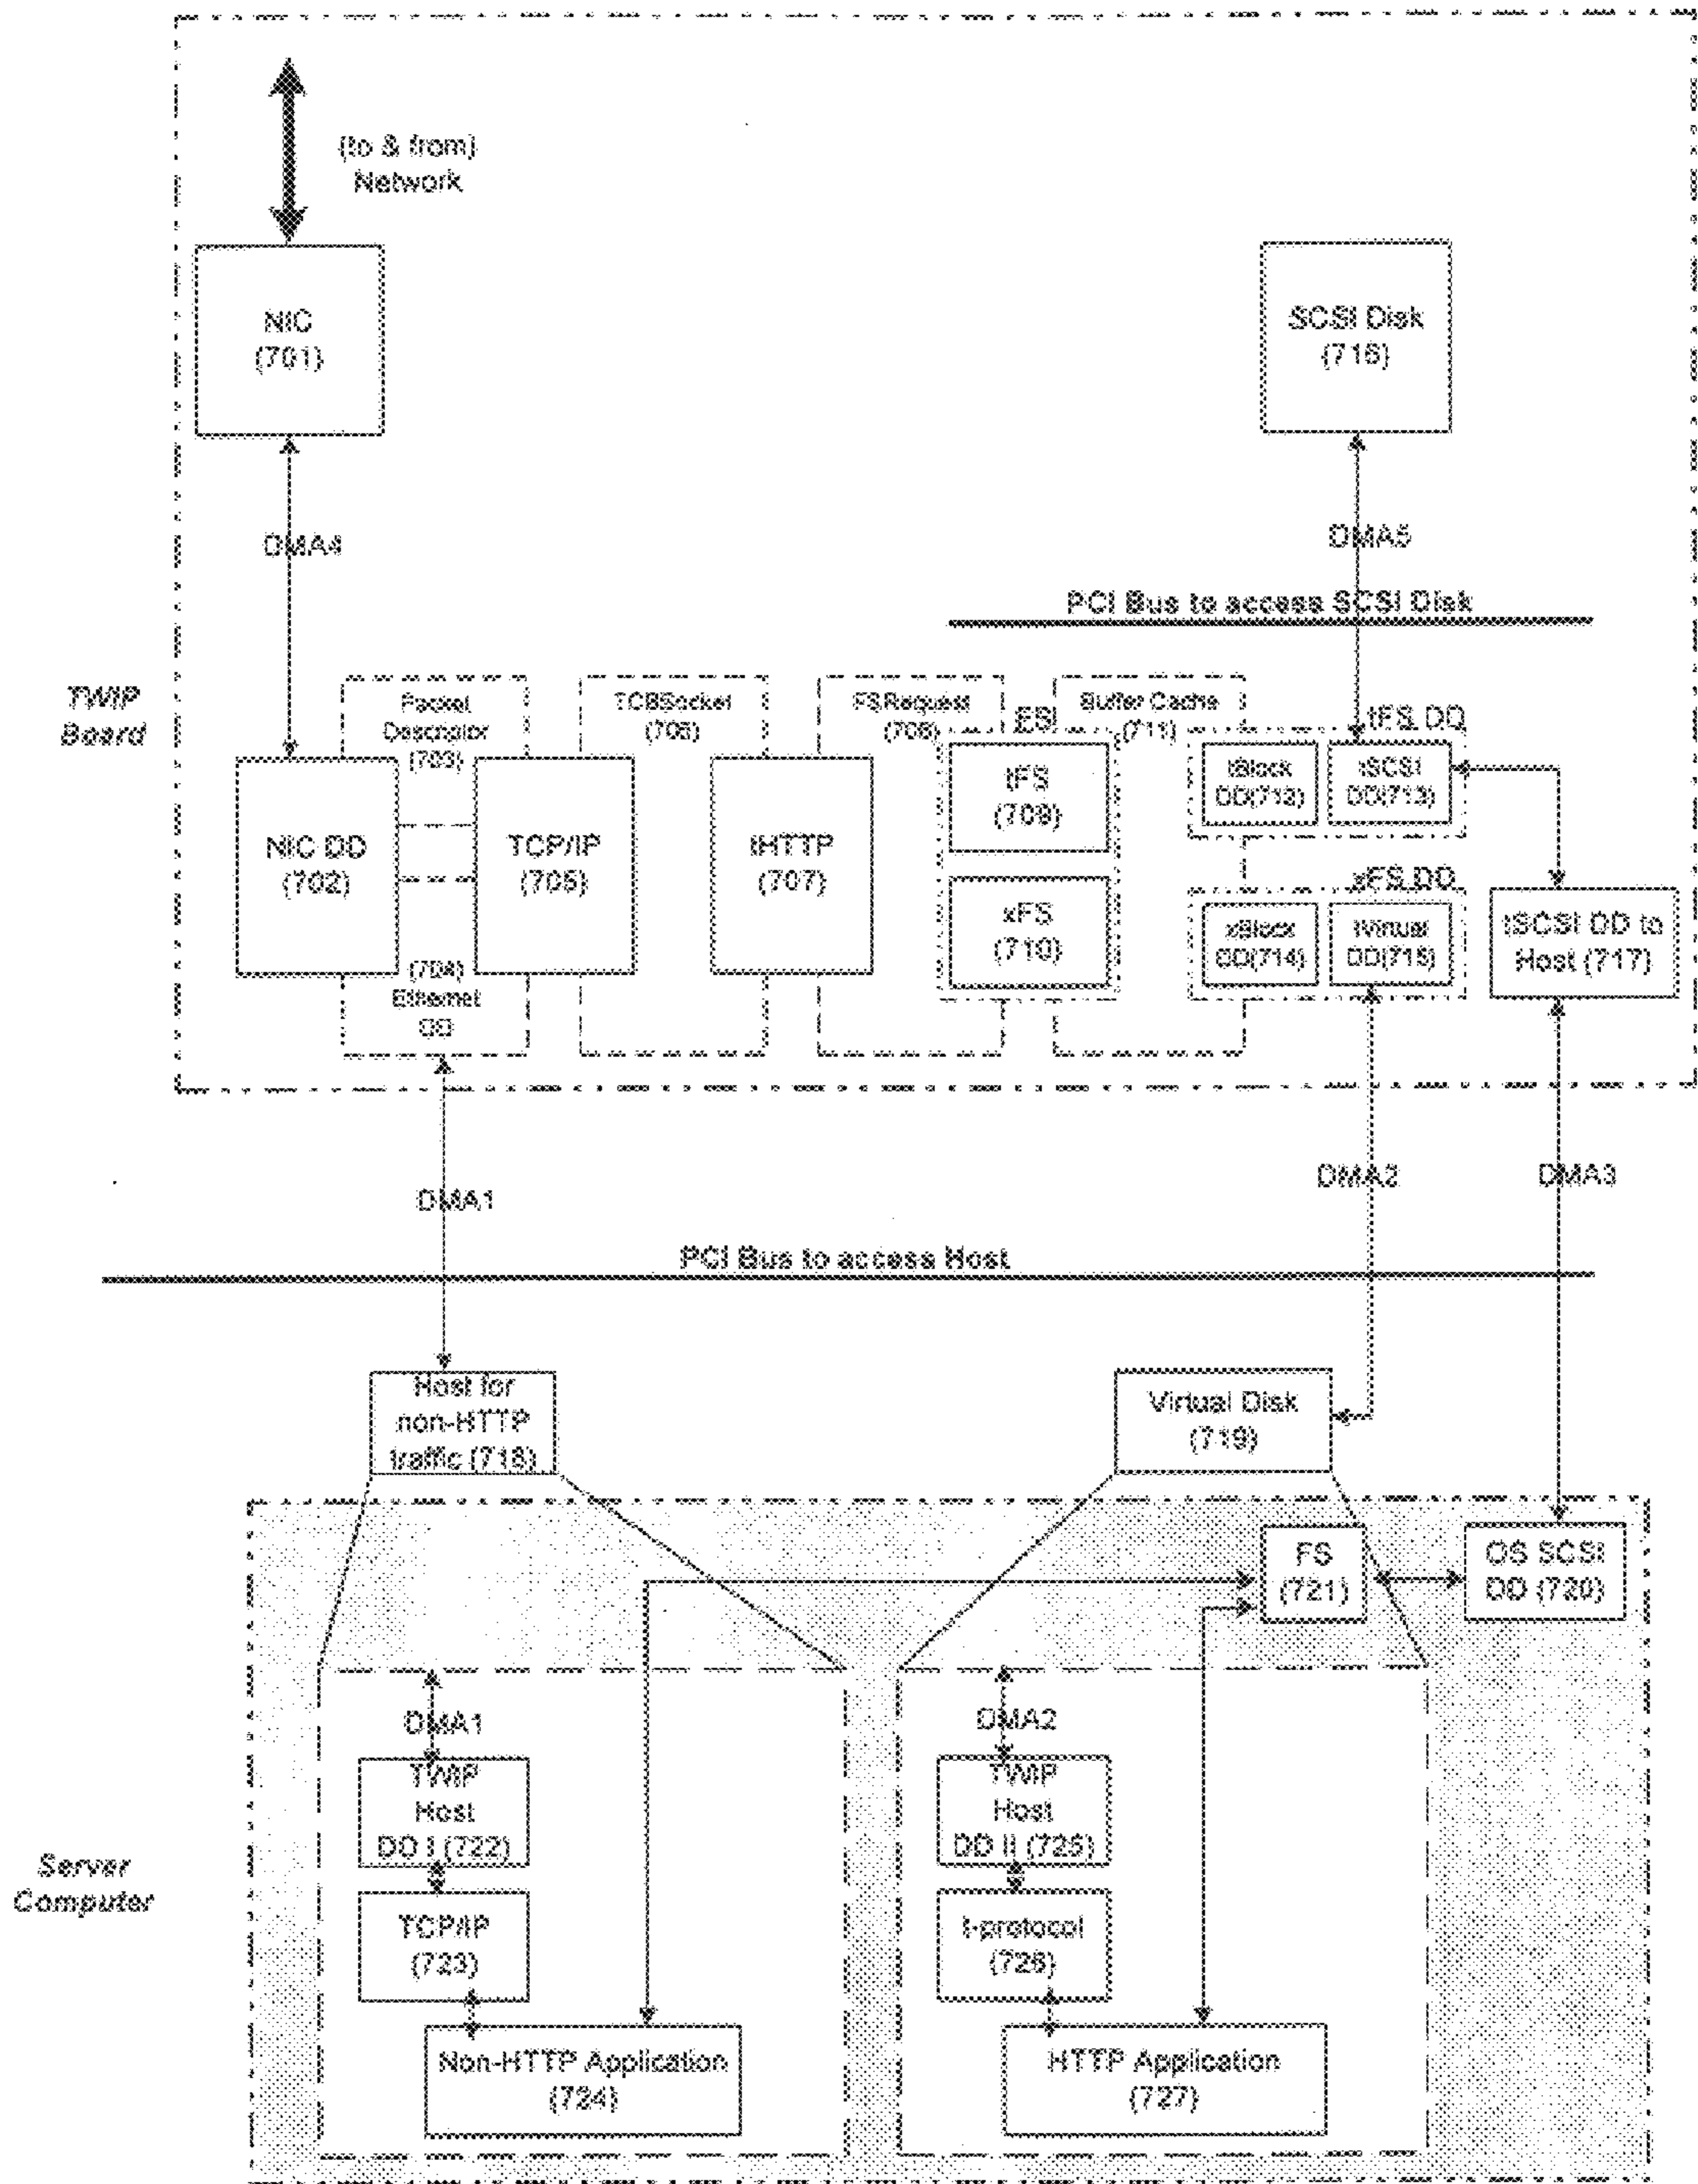 (to & from)
Network
NIC
(701)
SCSI Disk
(716)
DMA4
DMA5
PCI Bus to access SCSI Disk
TWIP
Board
Packet
Descriptor
(703)
TCBSocket
(706)
FSRequest
(708)
FS
Buffer Cache
(711)
tFS DD
NIC DD
(702)
TCP/IP
(705)
tHTTP
(707)
tFS
(709)
xFS
(710)
tBlock
DD(712)
tSCSI
DD(713)
xFS DD
xBlock
DD(714)
tVirtual
DD(715)
tSCSI DD to
Host (717)
(704)
Ethernet
DD
DMA1
DMA2
DMA3
PCI Bus to access Host
Host for
non-HTTP
traffic (718)
Virtual Disk
(719)
FS
(721)
OS SCSI
DD (720)
DMA1
TWIP
Host
DD I (722)
TCP/IP
(723)
Non-HTTP Application
(724)
DMA2
TWIP
Host
DD II (725)
t-protocol
(726)
HTTP Application
(727)
Server
Computer